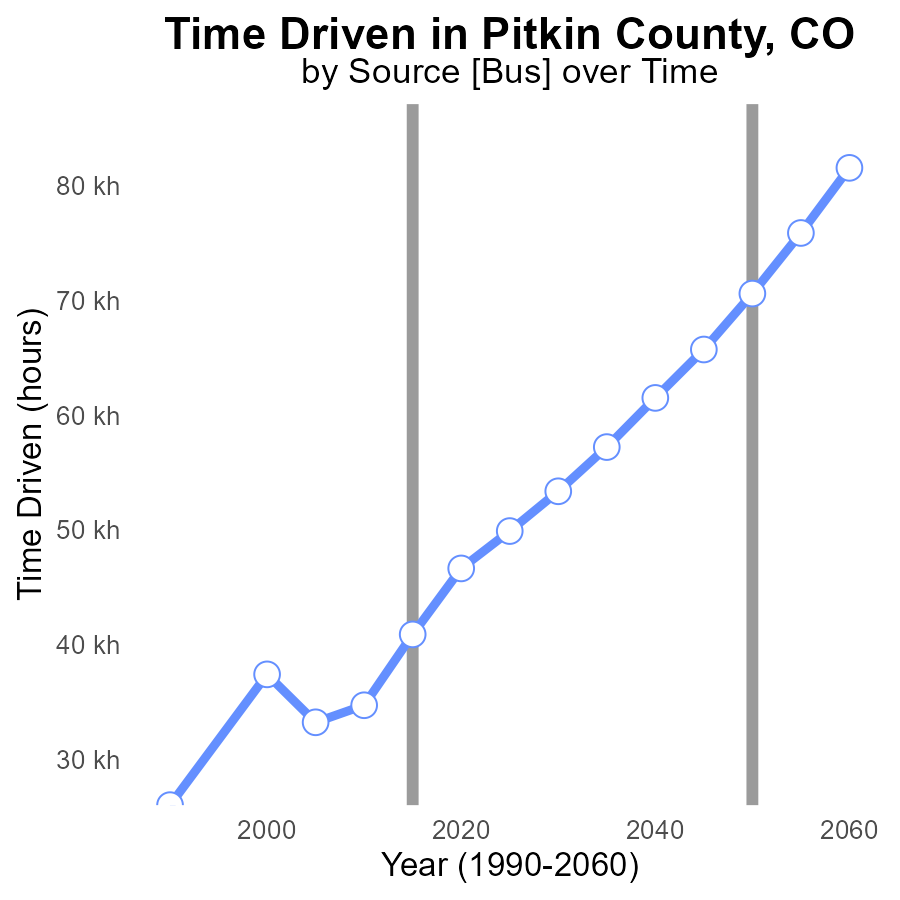 Time Driven in Pitkin County, CO
by Source [Bus] over Time
Time Driven (hours)
80 kh
70 kh
60 kh
50 kh
40 kh
30 kh
2000 2020 2040 2060
Year (1990-2060)